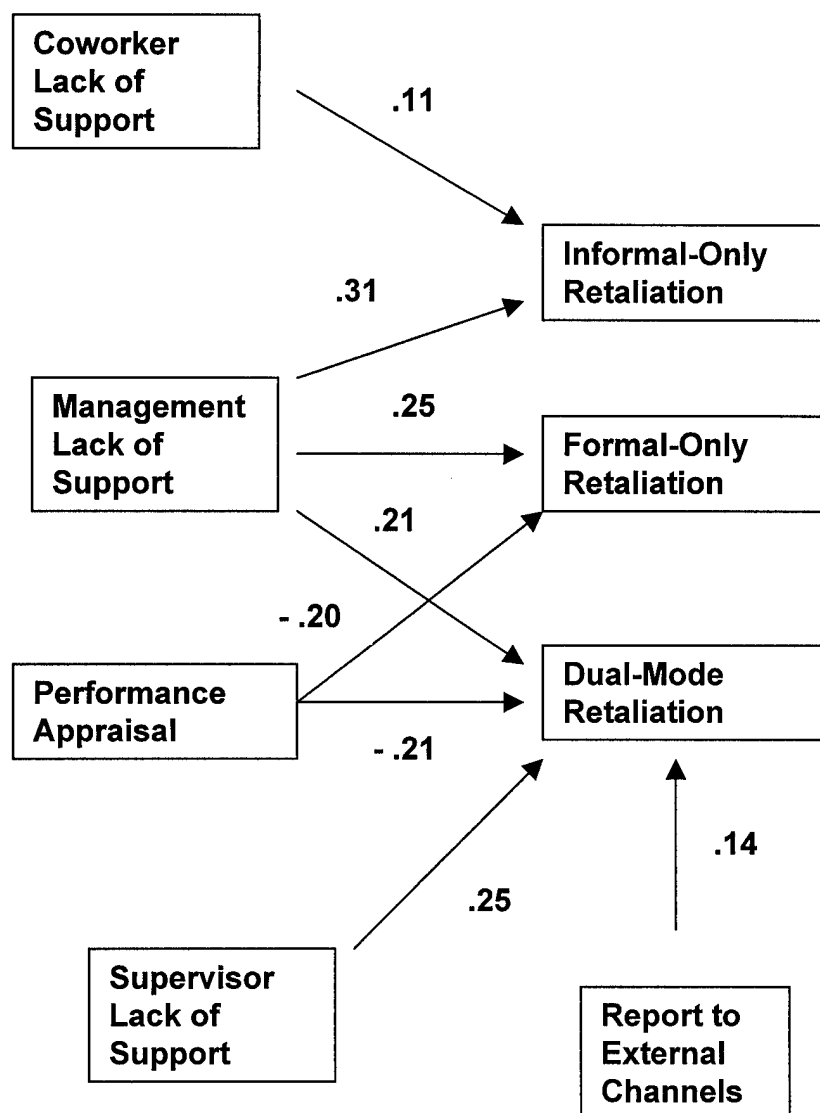 Coworker
Lack of
Support
.11
Informal-Only
Retaliation
.31
Management
Lack of
Support
.25
Formal-Only
Retaliation
.21
- .20
Performance
Appraisal
Dual-Mode
Retaliation
- .21
.14
.25
Supervisor
Lack of
Support
Report to
External
Channels